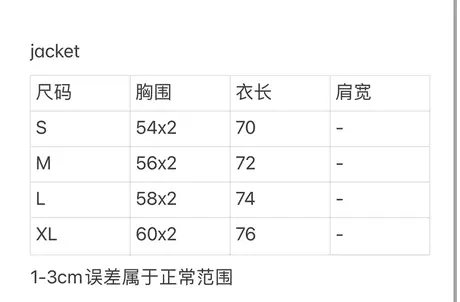 jacket
尺码 胸围 衣长 肩宽
S 54x2 70 -
M 56x2 72 -
L 58x2 74 -
XL 60x2 76 -
1-3cm误差属于正常范围